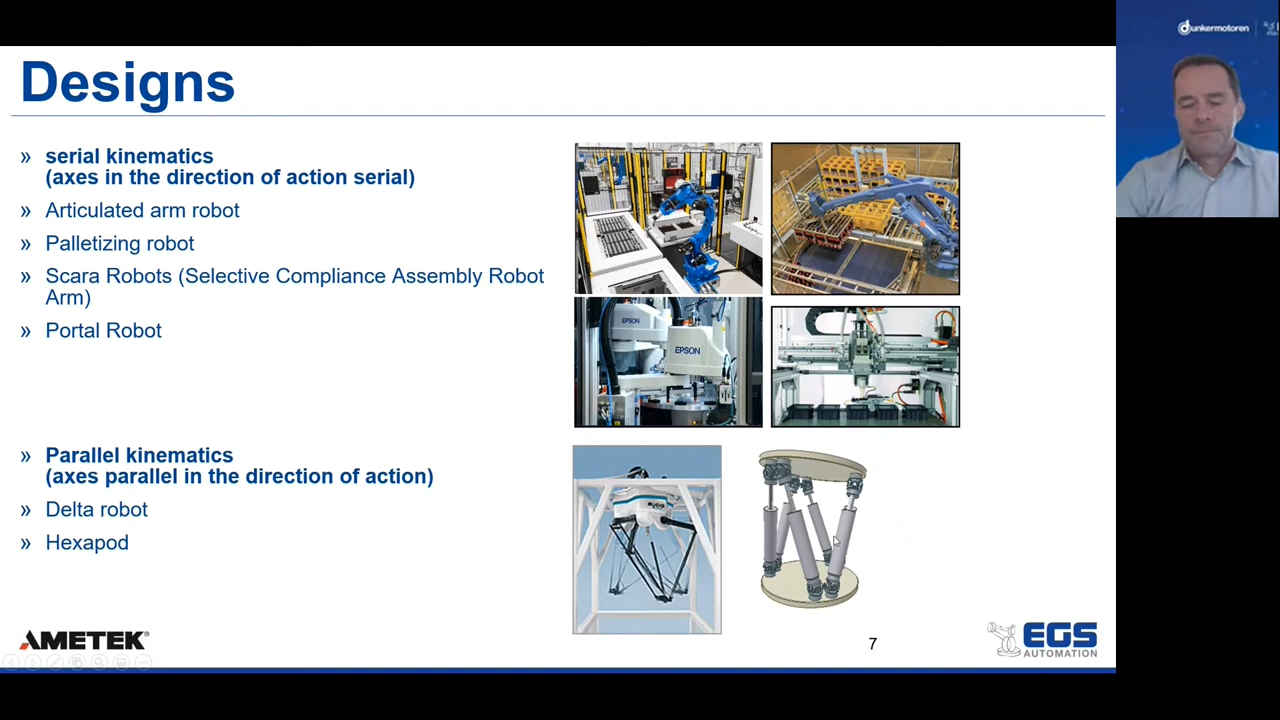 Designs
» serial kinematics
(axes in the direction of action serial)
» Articulated arm robot
» Palletizing robot
» Scara Robots (Selective Compliance Assembly Robot
Arm)
» Portal Robot
EPSON
EPSON
» Parallel kinematics
(axes parallel in the direction of action)
» Delta robot
» Hexapod
AMETEK®
7
EGS
AUTOMATION
dunkermotoren